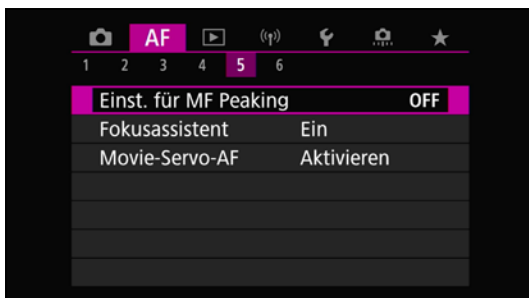 AF
1 2 3 4 5 6
Einst. für MF Peaking OFF
Fokusassistent Ein
Movie-Servo-AF Aktivieren